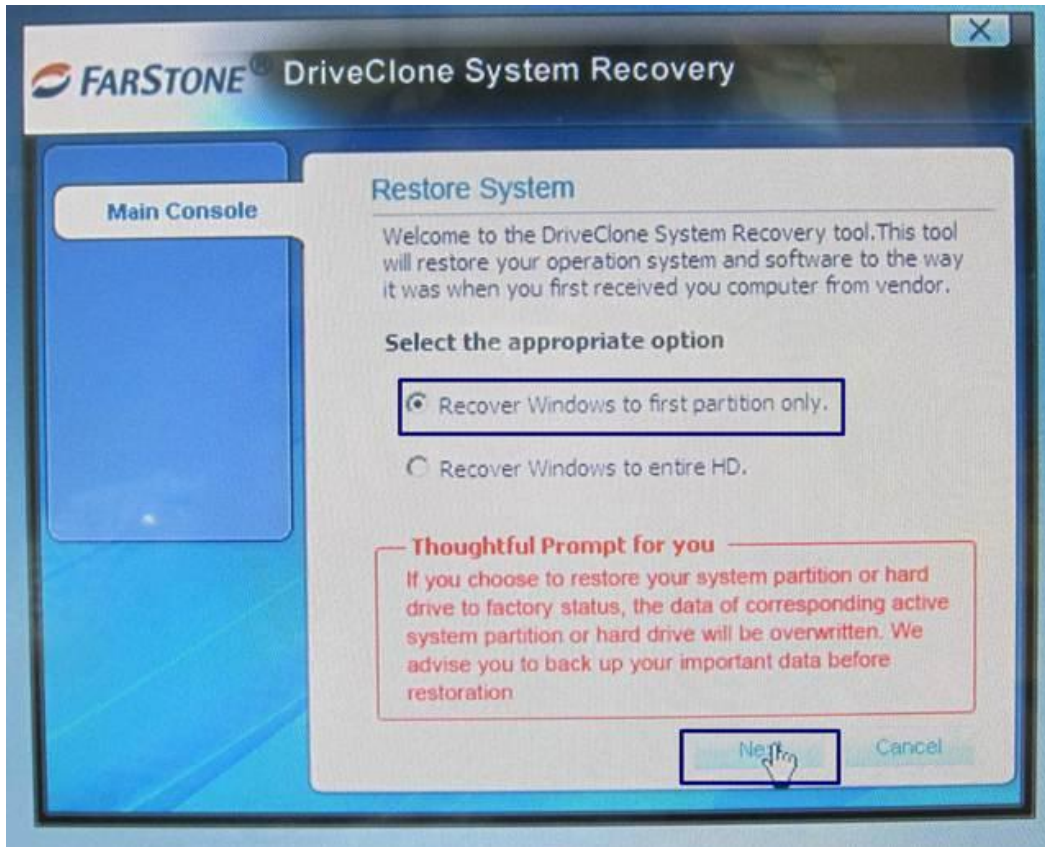 FARSTONE® DriveClone System Recovery
Main Console
Restore System
Welcome to the DriveClone System Recovery tool.This tool
will restore your operation system and software to the way
it was when you first received you computer from vendor.
Select the appropriate option
Recover Windows to first partition only.
Recover Windows to entire HD.
Thoughtful Prompt for you
If you choose to restore your system partition or hard
drive to factory status, the data of corresponding active
system partition or hard drive will be overwritten. We
advise you to back up your important data before
restoration
Next
Cancel